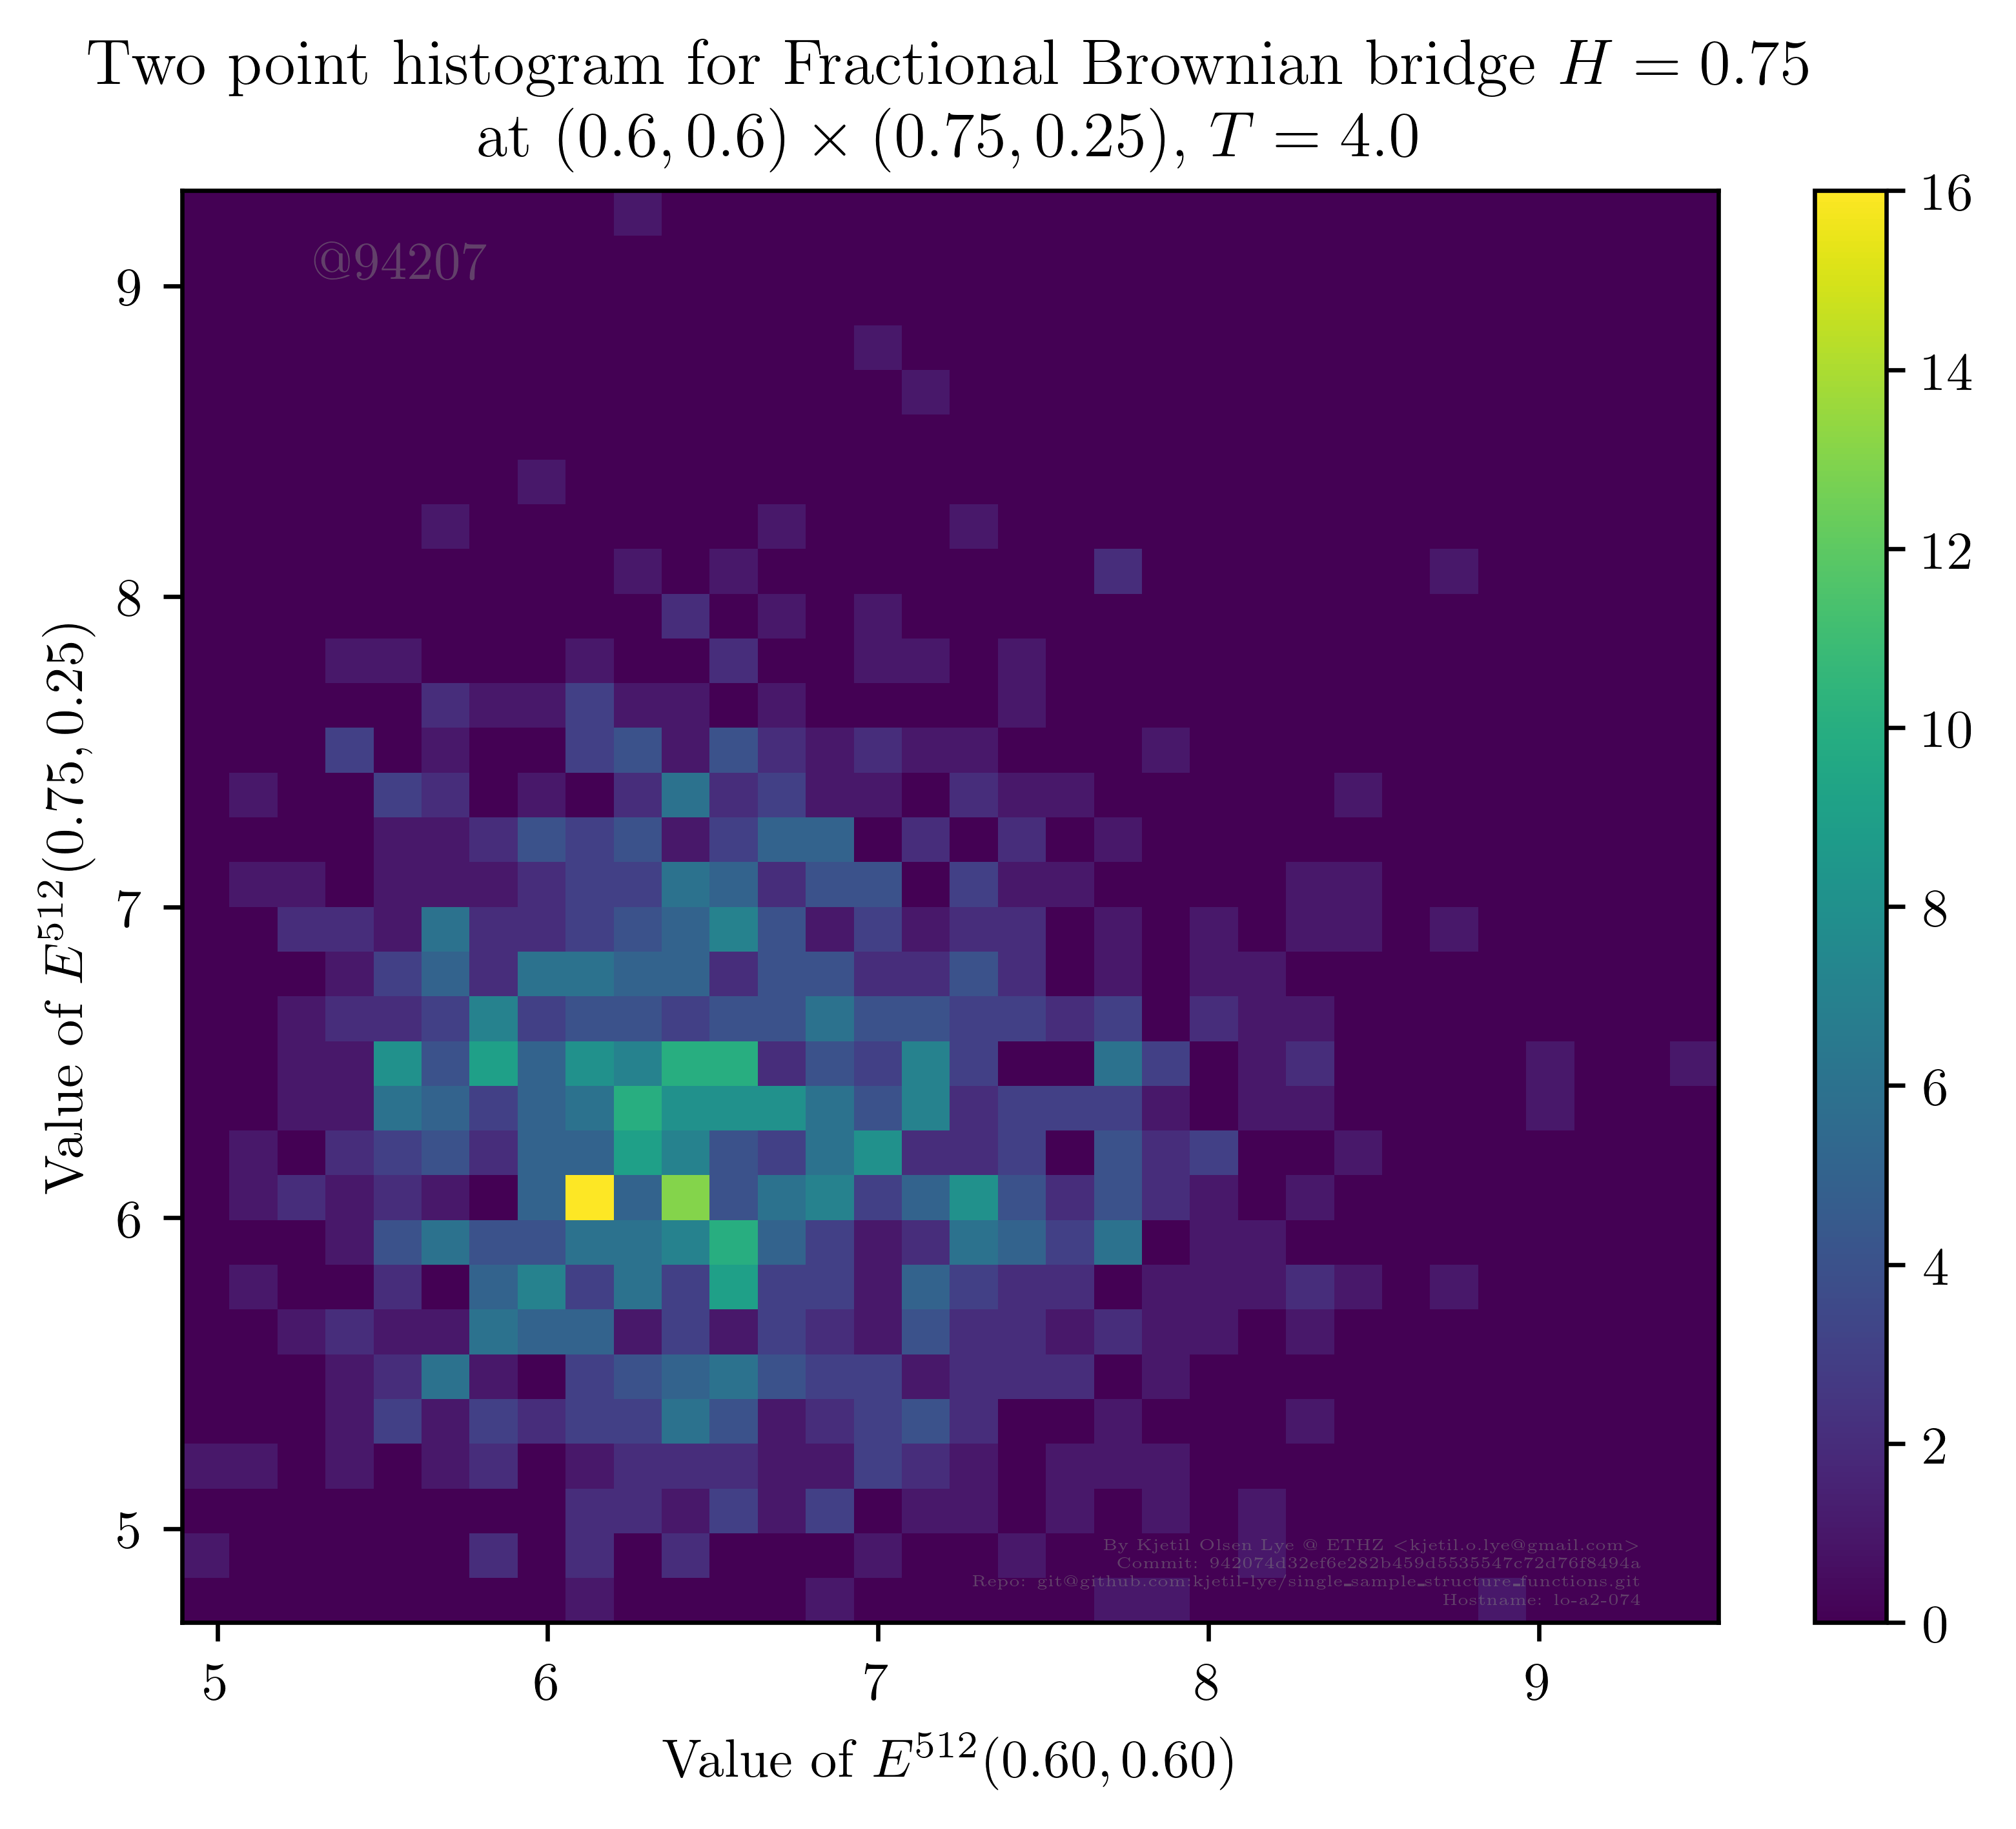 Two point histogram for Fractional Brownian bridge H = 0.75
at (0.6, 0.6) × (0.75, 0.25), T = 4.0
@94207
9
8
7
6
5
Value of E^512(0.75, 0.25)
5 6 7 8 9
Value of E^512(0.60, 0.60)
16
14
12
10
8
6
4
2
0
By Kjetil Olsen Lye @ ETHZ <kjetil.o.lye@gmail.com>
Commit: 942074d32ef6e282b459d5535547c72d76f8494a
Repo: git@github.com:kjetil-lye/single_sample_structure_functions.git
Hostname: lo-a2-074